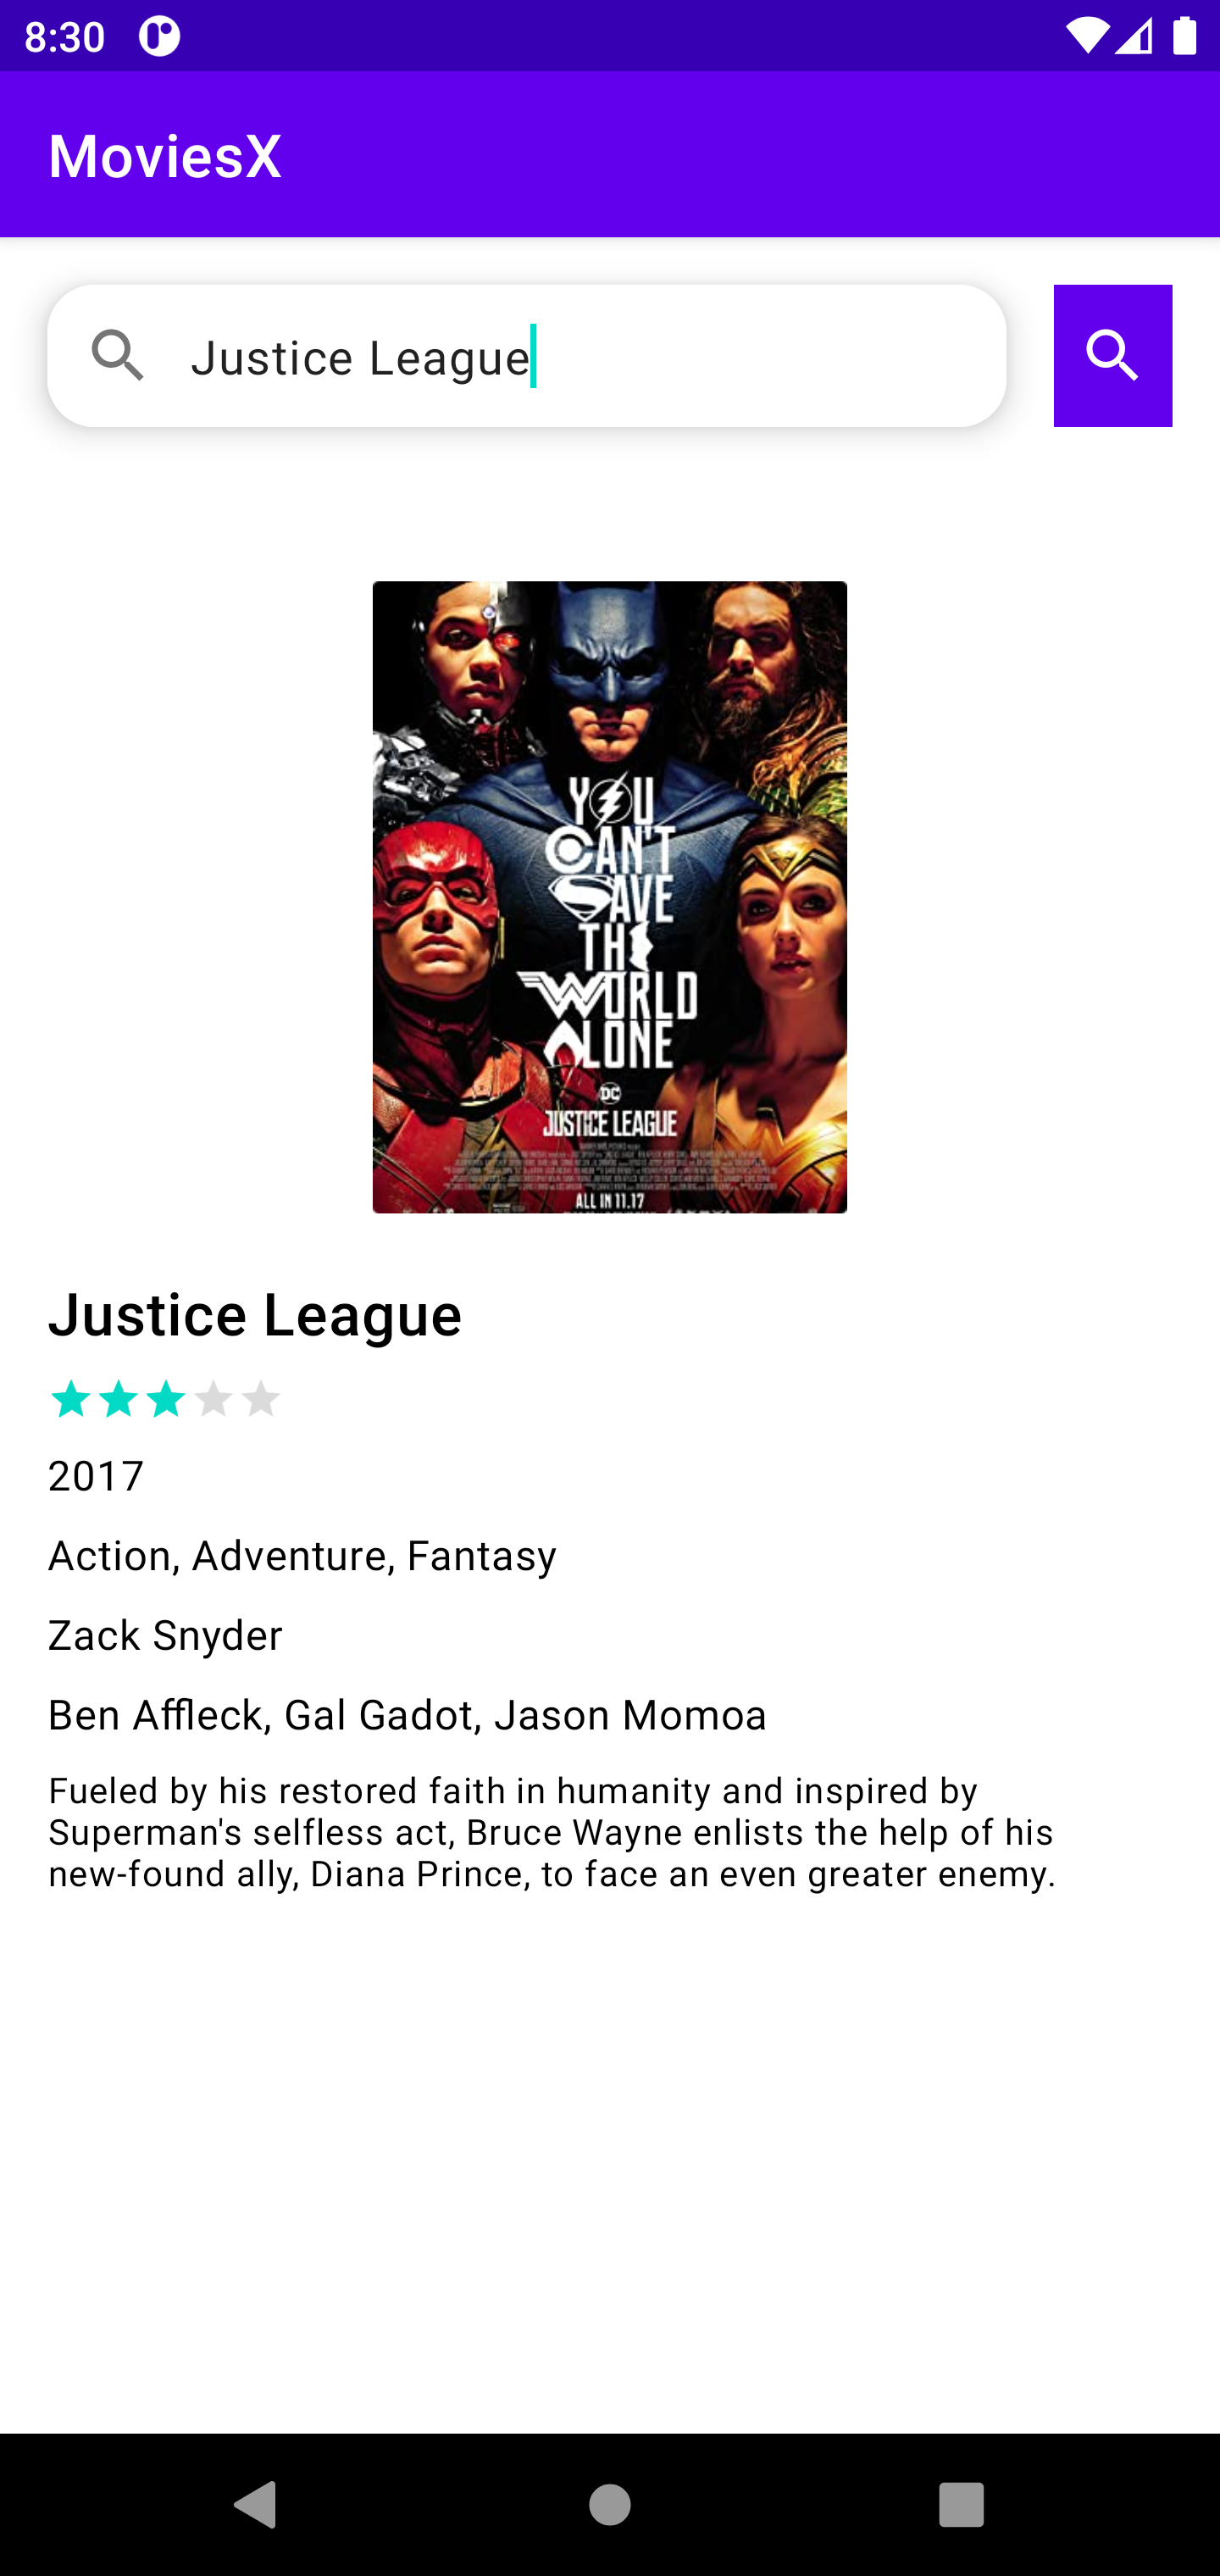 8:30
MoviesX
Justice League
YOU
CAN'T
SAVE
THE
WORLD
ALONE
DC
JUSTICE LEAGUE
ALL IN 11.17
Justice League
2017
Action, Adventure, Fantasy
Zack Snyder
Ben Affleck, Gal Gadot, Jason Momoa
Fueled by his restored faith in humanity and inspired by
Superman's selfless act, Bruce Wayne enlists the help of his
new-found ally, Diana Prince, to face an even greater enemy.